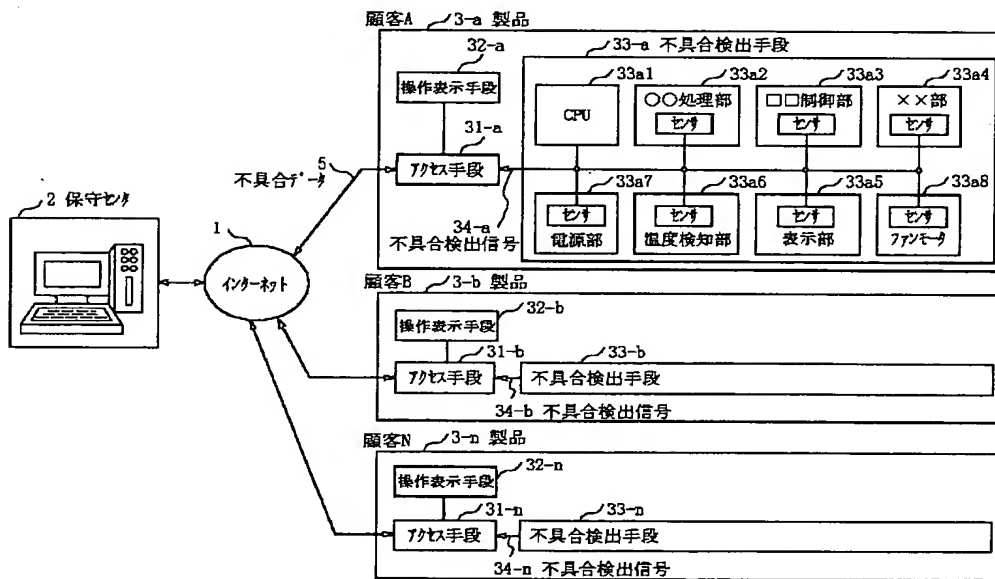 顧客A 3-a 製品
33-a 不具合検出手段
32-a
操作表示手段
31-a
アクセス手段
33a1
CPU
33a2
○○処理部
センサ
33a3
□□制御部
センサ
33a4
××部
センサ
33a7
センサ
電源部
33a6
センサ
温度検知部
33a5
センサ
表示部
33a8
センサ
ファンモータ
34-a
不具合検出信号
5
不具合データ
2 保守センタ
1
インターネット
顧客B 3-b 製品
32-b
操作表示手段
31-b
アクセス手段
33-b
不具合検出手段
34-b 不具合検出信号
顧客N 3-n 製品
32-n
操作表示手段
31-n
アクセス手段
33-n
不具合検出手段
34-n 不具合検出信号